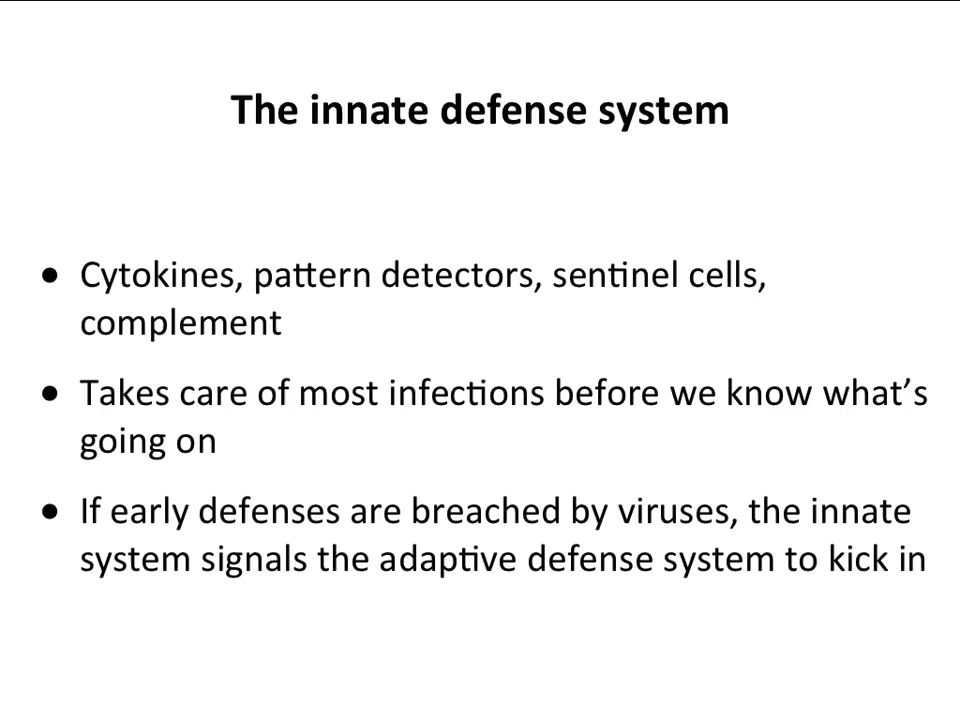 The innate defense system
• Cytokines, pattern detectors, sentinel cells,
complement
• Takes care of most infections before we know what’s
going on
• If early defenses are breached by viruses, the innate
system signals the adaptive defense system to kick in